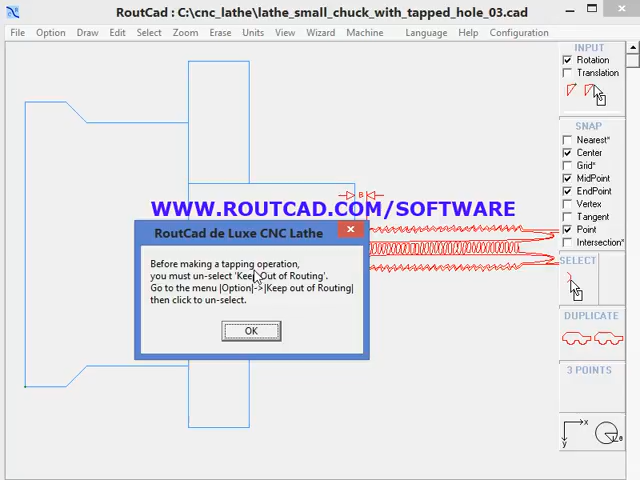 RoutCad : C:\cnc_lathe\lathe_small_chuck_with_tapped_hole_03.cad
File Option Draw Edit Select Zoom Erase Units View Wizard Machine Language Help Configuration
INPUT
Rotation
Translation
SNAP
Nearest*
Center
Grid*
MidPoint
EndPoint
Vertex
Tangent
Point
Intersection*
B
WWW.ROUTCAD.COM/SOFTWARE
RoutCad de Luxe CNC Lathe
Before making a tapping operation,
you must un-select 'Keep Out of Routing'.
Go to the menu |Option|->|Keep out of Routing|
then click to un-select.
OK
SELECT
DUPLICATE
3 POINTS
x
y